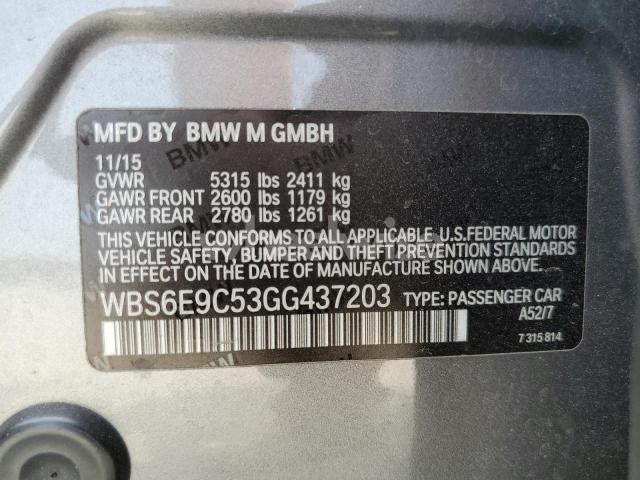 MFD BY BMW M GMBH
11/15
GVWR 5315 lbs 2411 kg
GAWR FRONT 2600 lbs 1179 kg
GAWR REAR 2780 lbs 1261 kg
THIS VEHICLE CONFORMS TO ALL APPLICABLE U.S.FEDERAL MOTOR
VEHICLE SAFETY, BUMPER AND THEFT PREVENTION STANDARDS
IN EFFECT ON THE DATE OF MANUFACTURE SHOWN ABOVE.
WBS6E9C53GG437203 TYPE: PASSENGER CAR
A52/7
7 315 814